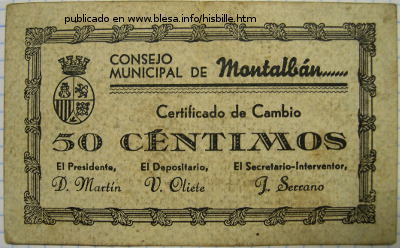 publicado en www.blesa.info/hisbille.htm
CONSEJO
MUNICIPAL DE Montalbán......
Certificado de Cambio
50 CÉNTIMOS
El Presidente, El Depositario, El Secretario-Interventor,
D. Martín V. Oliete J. Serrano